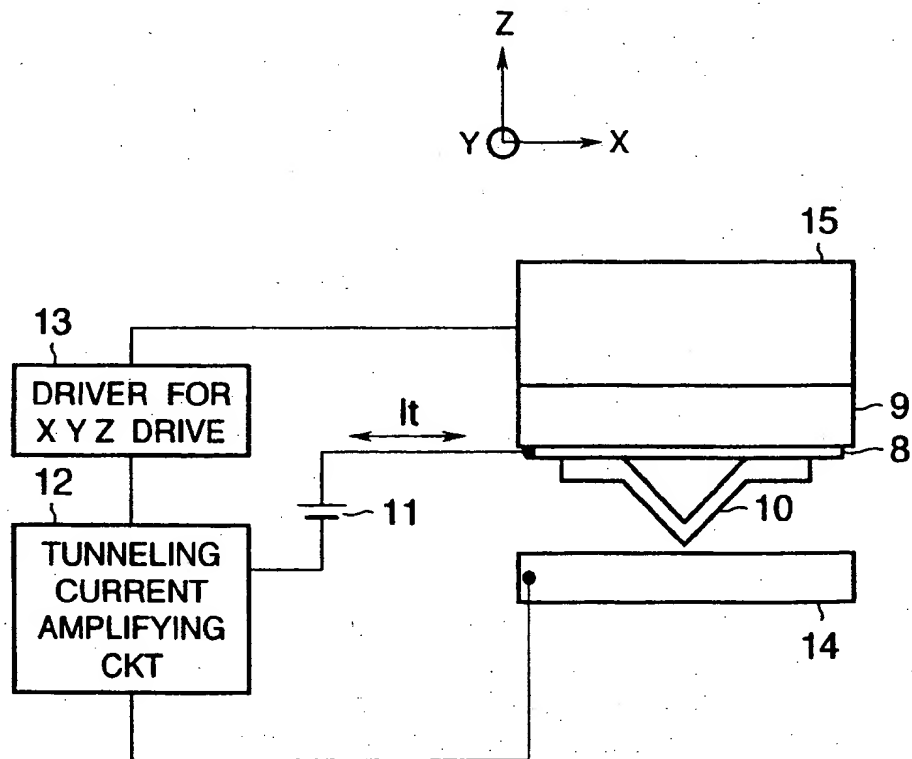 Z
Y
X
15
13
DRIVER FOR
X Y Z DRIVE
It
9
8
12
11
10
TUNNELING
CURRENT
AMPLIFYING
CKT
14